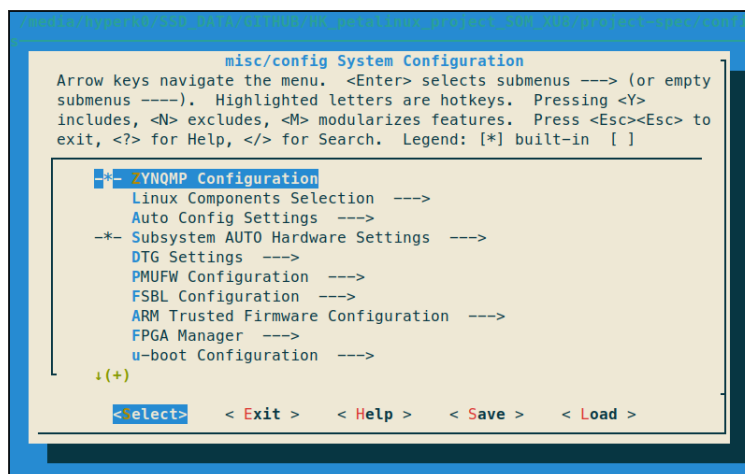 /media/hyperk0/SSD_DATA/GITHUB/HK_petalinux_project_SOM_XU8/project-spec/conf
misc/config System Configuration
Arrow keys navigate the menu.  <Enter> selects submenus ---> (or empty
submenus ----).  Highlighted letters are hotkeys.  Pressing <Y>
includes, <N> excludes, <M> modularizes features.  Press <Esc><Esc> to
exit, <?> for Help, </> for Search.  Legend: [*] built-in  [ ]
-*- ZYNQMP Configuration
Linux Components Selection  --->
Auto Config Settings  --->
-*- Subsystem AUTO Hardware Settings  --->
DTG Settings  --->
PMUFW Configuration  --->
FSBL Configuration  --->
ARM Trusted Firmware Configuration  --->
FPGA Manager  --->
u-boot Configuration  --->
↓(+)
<Select>    < Exit >    < Help >    < Save >    < Load >